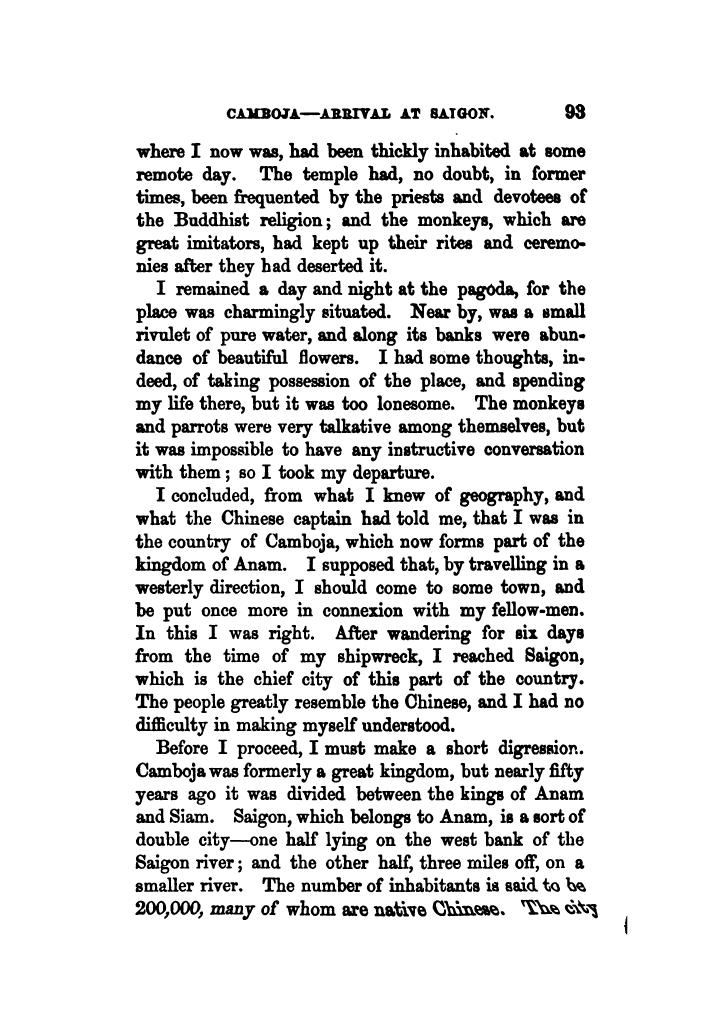 CAMBOJA—ARRIVAL AT SAIGON. 93
where I now was, had been thickly inhabited at some
remote day. The temple had, no doubt, in former
times, been frequented by the priests and devotees of
the Buddhist religion; and the monkeys, which are
great imitators, had kept up their rites and ceremo-
nies after they had deserted it.
I remained a day and night at the pagoda, for the
place was charmingly situated. Near by, was a small
rivulet of pure water, and along its banks were abun-
dance of beautiful flowers. I had some thoughts, in-
deed, of taking possession of the place, and spending
my life there, but it was too lonesome. The monkeys
and parrots were very talkative among themselves, but
it was impossible to have any instructive conversation
with them; so I took my departure.
I concluded, from what I knew of geography, and
what the Chinese captain had told me, that I was in
the country of Camboja, which now forms part of the
kingdom of Anam. I supposed that, by travelling in a
westerly direction, I should come to some town, and
be put once more in connexion with my fellow-men.
In this I was right. After wandering for six days
from the time of my shipwreck, I reached Saigon,
which is the chief city of this part of the country.
The people greatly resemble the Chinese, and I had no
difficulty in making myself understood.
Before I proceed, I must make a short digression.
Camboja was formerly a great kingdom, but nearly fifty
years ago it was divided between the kings of Anam
and Siam. Saigon, which belongs to Anam, is a sort of
double city—one half lying on the west bank of the
Saigon river; and the other half, three miles off, on a
smaller river. The number of inhabitants is said to be
200,000, many of whom are native Chinese. The city